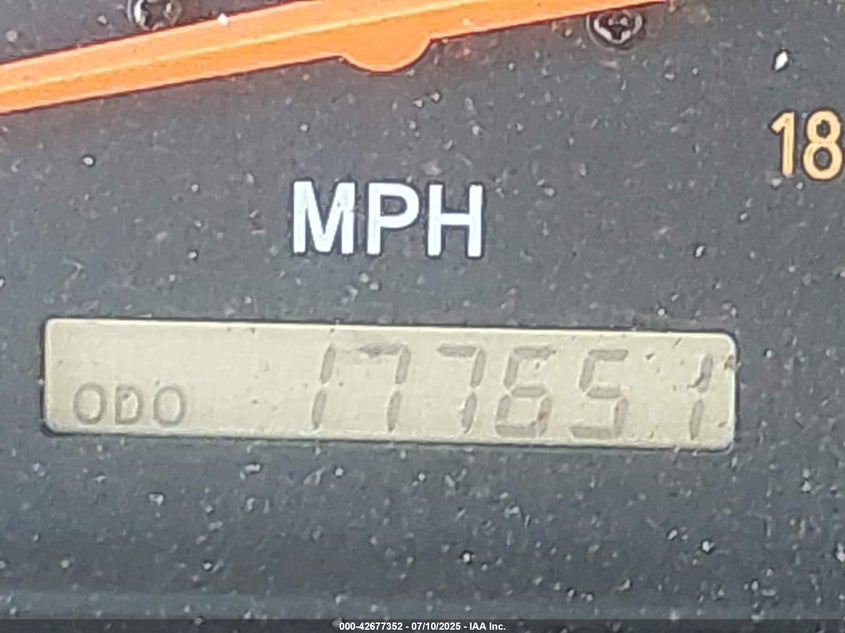 18
MPH
ODO 177651
000-42677352 - 07/10/2025 - IAA Inc.